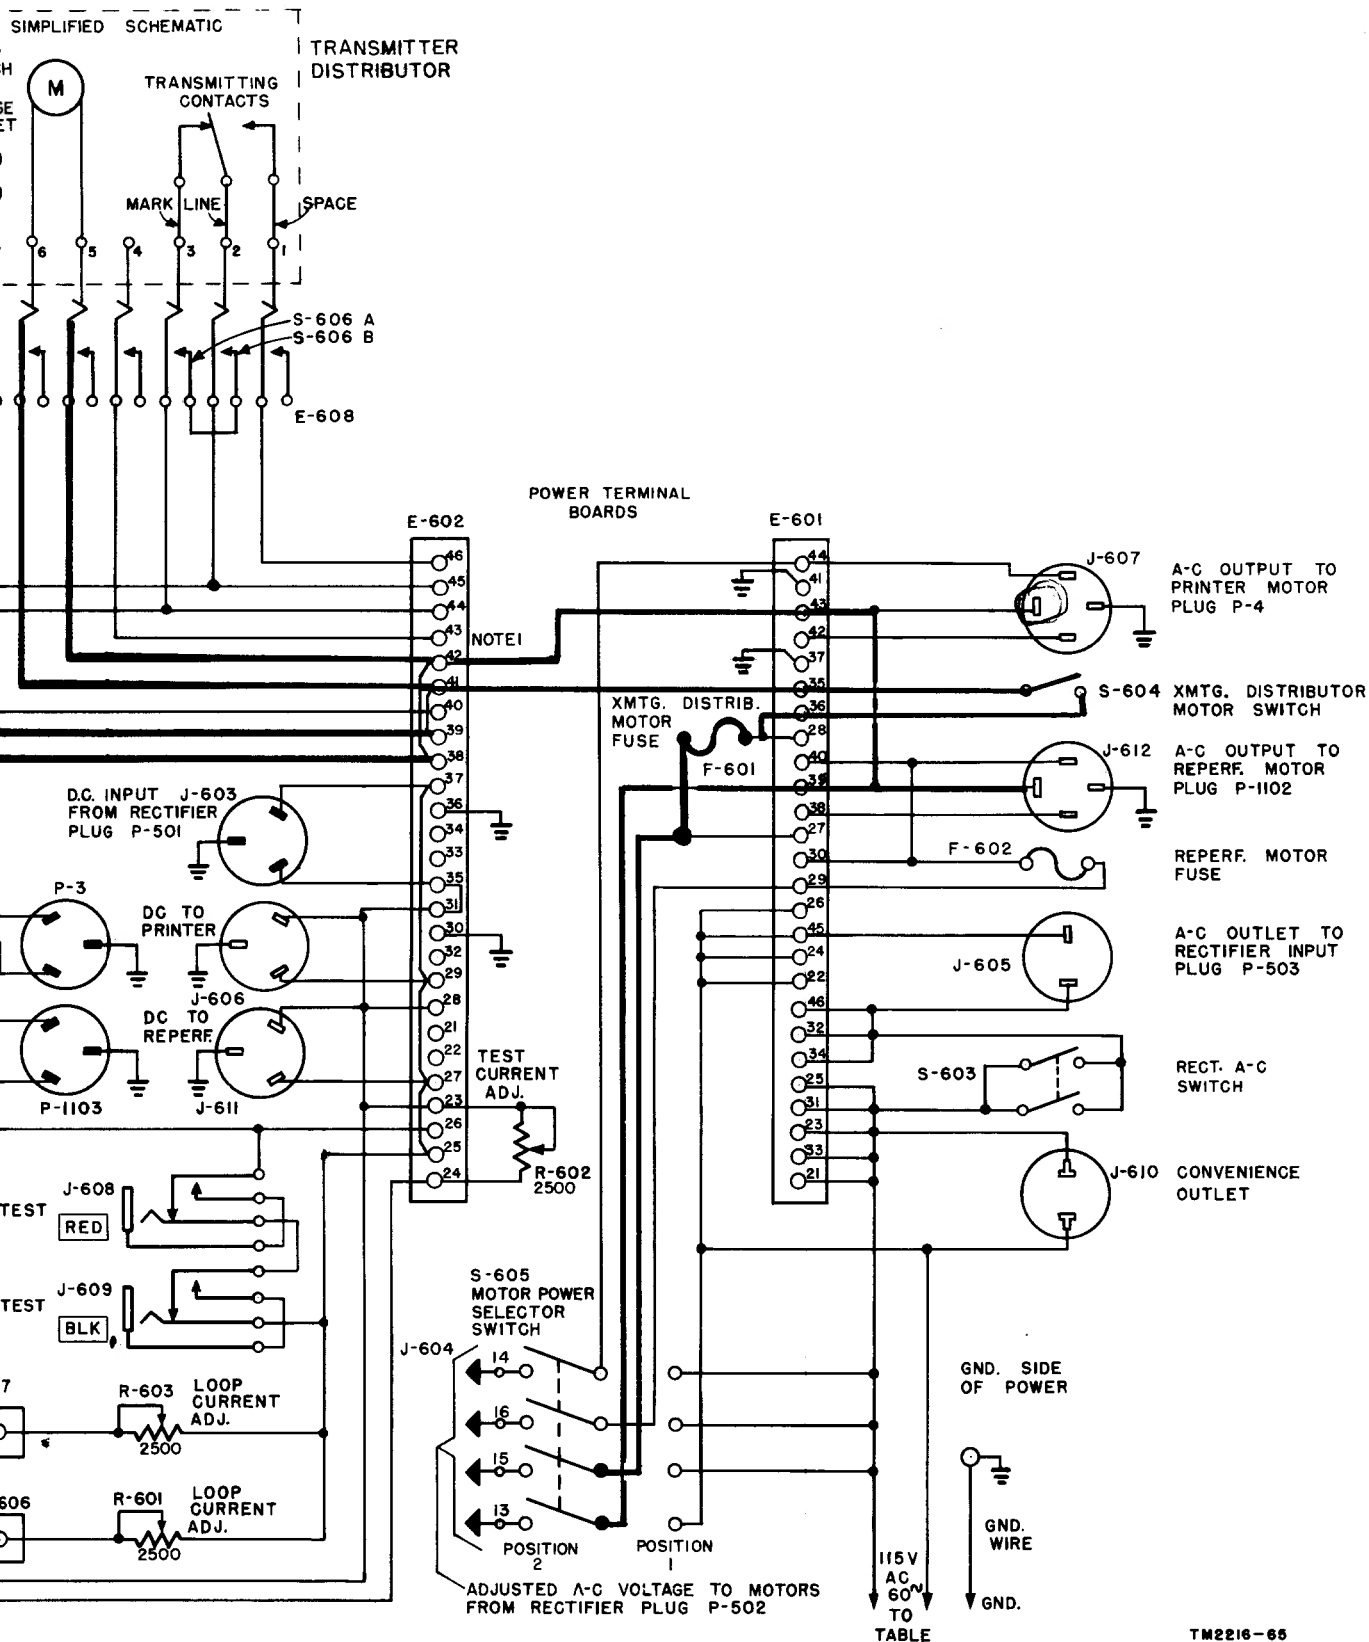 SIMPLIFIED SCHEMATIC
TRANSMITTER
DISTRIBUTOR
M
TRANSMITTING
CONTACTS
MARK LINE SPACE
6 5 4 3 2 1
S-606 A
S-606 B
E-608
POWER TERMINAL
BOARDS
E-602
46
45
44
43
42
41
40
39
38
37
36
34
33
35
31
30
32
29
28
21
22
27
23
26
25
24
NOTE1
E-601
44
41
43
42
37
35
36
28
40
39
38
27
30
29
26
45
24
22
46
32
34
25
31
23
33
21
J-607
A-C OUTPUT TO
PRINTER MOTOR
PLUG P-4
S-604 XMTG. DISTRIBUTOR
MOTOR SWITCH
XMTG. DISTRIB.
MOTOR
FUSE
F-601
J-612 A-C OUTPUT TO
REPERF. MOTOR
PLUG P-1102
F-602
REPERF. MOTOR
FUSE
J-605
A-C OUTLET TO
RECTIFIER INPUT
PLUG P-503
S-603
RECT. A-C
SWITCH
J-610 CONVENIENCE
OUTLET
D.C. INPUT J-603
FROM RECTIFIER
PLUG P-501
P-3
DC TO
PRINTER
J-606
DC TO
REPERF.
P-1103
J-611
TEST
CURRENT
ADJ.
R-602
2500
J-608
TEST
RED
J-609
TEST
BLK
7
R-603
LOOP
CURRENT
ADJ.
2500
606
R-601
LOOP
CURRENT
ADJ.
2500
S-605
MOTOR POWER
SELECTOR
SWITCH
J-604
14
16
15
13
POSITION
2
POSITION
1
ADJUSTED A-C VOLTAGE TO MOTORS
FROM RECTIFIER PLUG P-502
115V
AC
60~
TO
TABLE
GND. SIDE
OF POWER
GND.
WIRE
GND.
TM2216-65